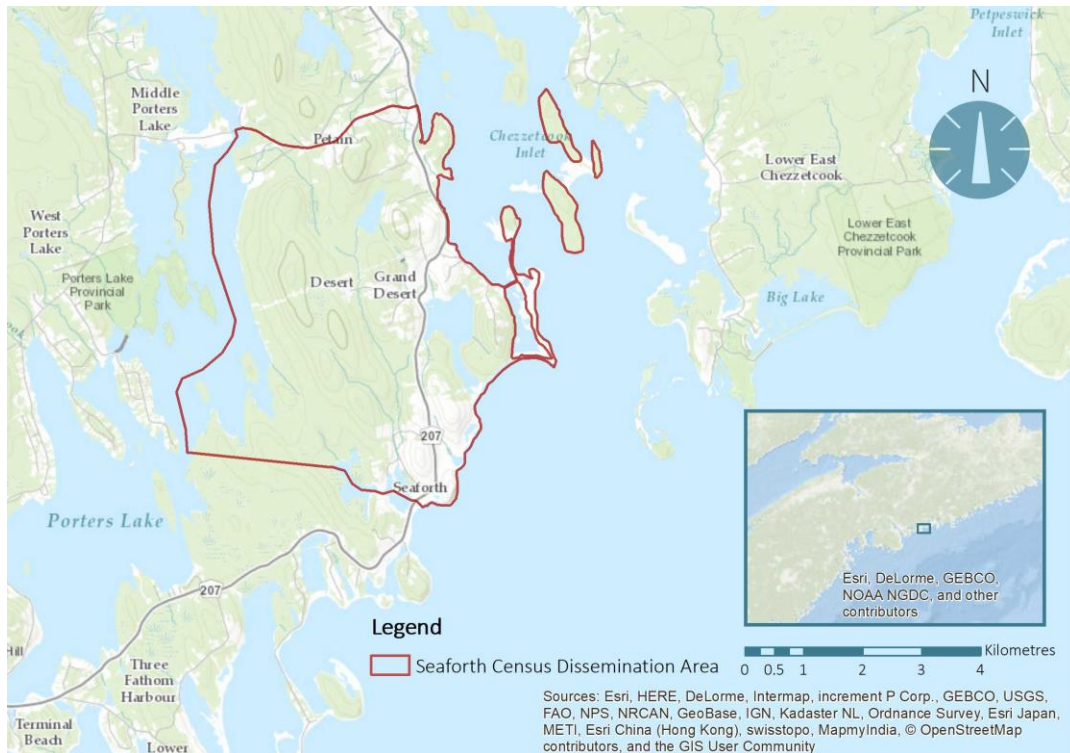 Petpeswick
Inlet
Middle
Porters
Lake
N
Petain
Chezzetcook
Inlet
Lower East
Chezzetcook
West
Porters
Lake
Lower East
Chezzetcook
Provincial Park
Porters Lake
Provincial
Park
Desert
Grand
Desert
Big Lake
ook
207
Seaforth
Porters Lake
207
Esri, DeLorme, GEBCO,
NOAA NGDC, and other
contributors
Legend
Seaforth Census Dissemination Area
Kilometres
0 0.5 1 2 3 4
Hill
Three
Fathom
Harbour
Terminal
Beach
Lower
Sources: Esri, HERE, DeLorme, Intermap, increment P Corp., GEBCO, USGS,
FAO, NPS, NRCAN, GeoBase, IGN, Kadaster NL, Ordnance Survey, Esri Japan,
METI, Esri China (Hong Kong), swisstopo, MapmyIndia, © OpenStreetMap
contributors, and the GIS User Community